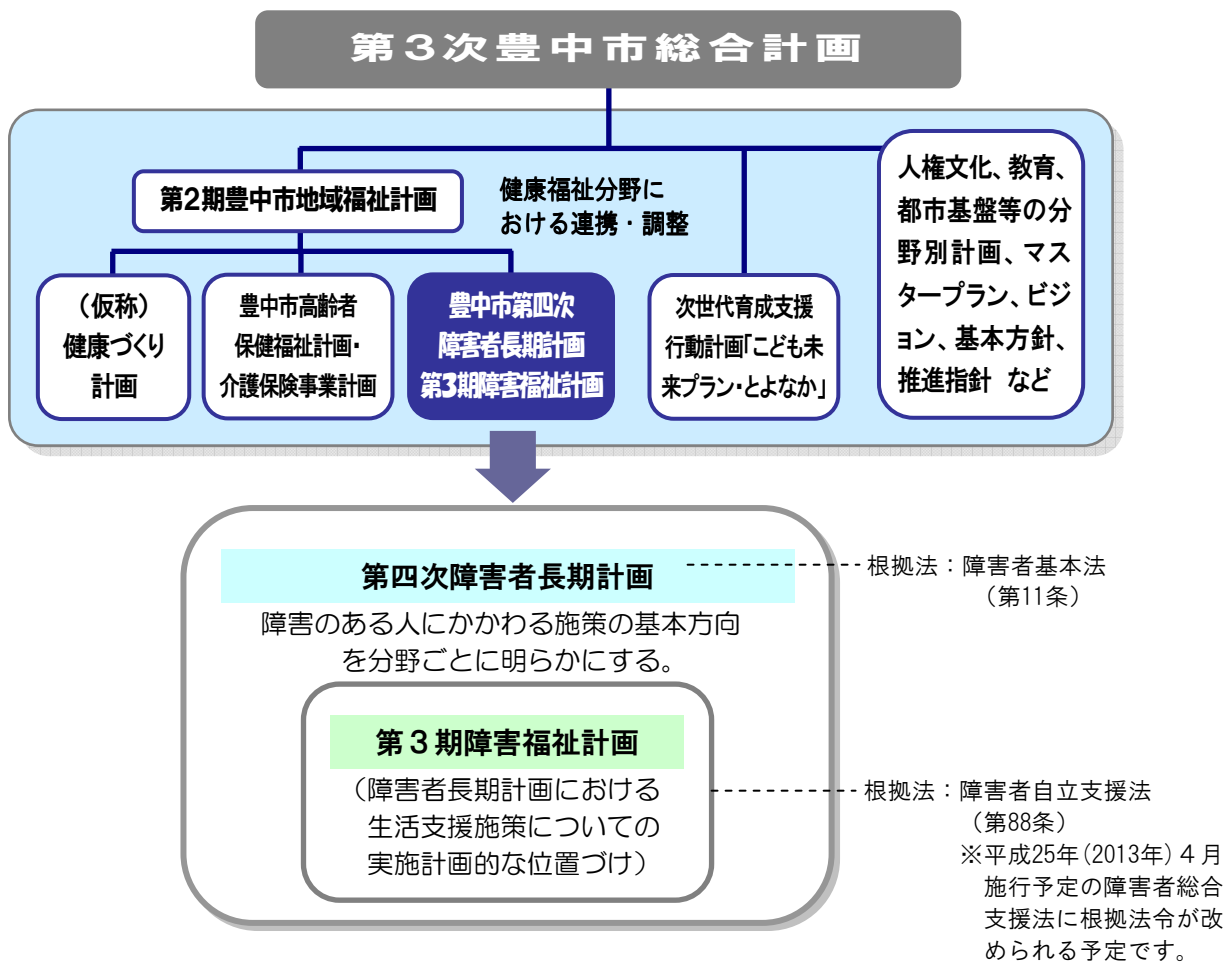 第３次豊中市総合計画
第2期豊中市地域福祉計画
健康福祉分野に
おける連携・調整
人権文化、教育、
都市基盤等の分
野別計画、マス
タープラン、ビジ
ョン、基本方針、
推進指針 など
（仮称）
健康づくり
計画
豊中市高齢者
保健福祉計画・
介護保険事業計画
豊中市第四次
障害者長期計画
第3期障害福祉計画
次世代育成支援
行動計画「こども未
来プラン・とよなか」
第四次障害者長期計画
根拠法：障害者基本法
（第11条）
障害のある人にかかわる施策の基本方向
を分野ごとに明らかにする。
第３期障害福祉計画
（障害者長期計画における
生活支援施策についての
実施計画的な位置づけ）
根拠法：障害者自立支援法
（第88条）
※平成25年(2013年)４月
施行予定の障害者総合
支援法に根拠法令が改
められる予定です。